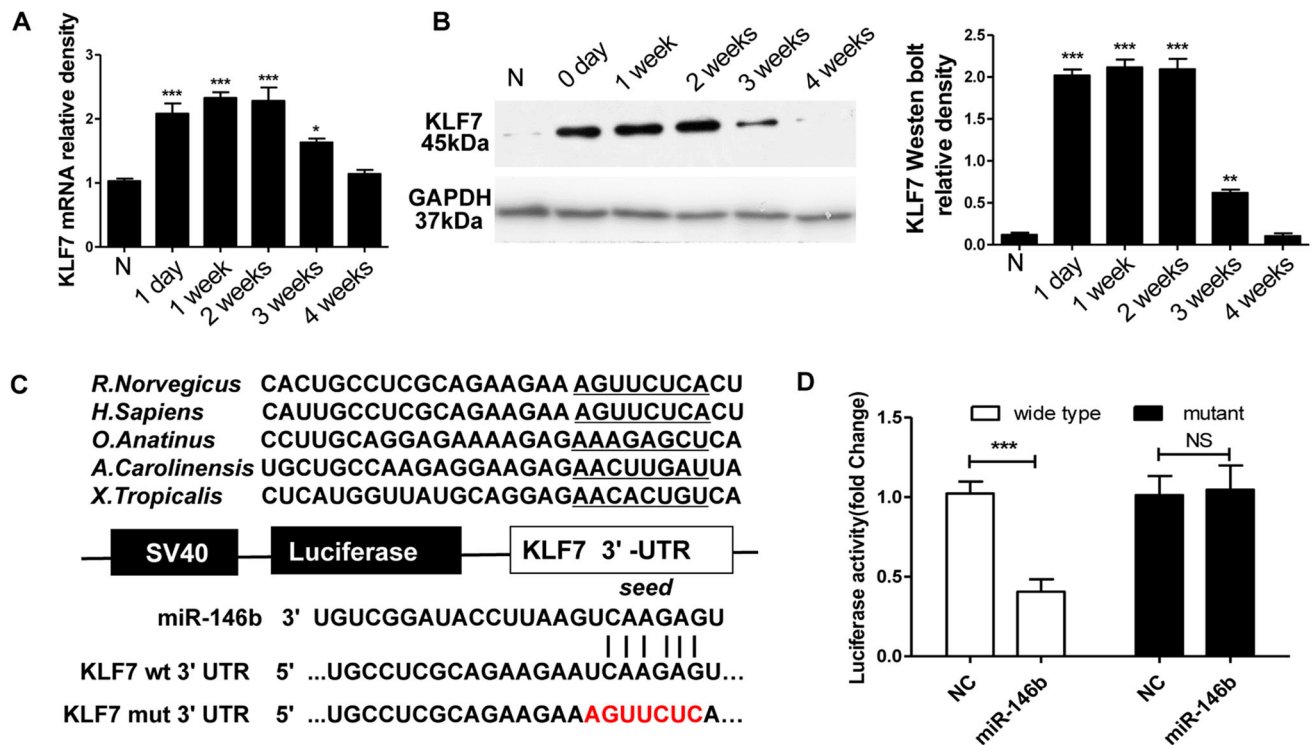 A
KLF7 mRNA relative density
3
2
1
0
***
***
***
*
N
1 day
1 week
2 weeks
3 weeks
4 weeks
B
N
0 day
1 week
2 weeks
3 weeks
4 weeks
KLF7
45kDa
GAPDH
37kDa
KLF7 Westen bolt
relative density
2.5
2.0
1.5
1.0
0.5
0.0
***
***
***
**
N
1 day
1 week
2 weeks
3 weeks
4 weeks
C
R.Norvegicus CACUGCCUCGCAGAAGAA AGUUCUCACU
H.Sapiens CAUUGCCUCGCAGAAGAA AGUUCUCACU
O.Anatinus CCUUGCAGGAGAAAAGAGAAAGAGCUCA
A.Carolinensis UGCUGCCAAGAGGAAGAGAACUUGAUUA
X.Tropicalis CUCAUGGUUAUGCAGGAGAACACUGUCA
SV40 Luciferase KLF7 3' -UTR
seed
miR-146b 3' UGUCGGAUACCUUAAGUCAAGAGU
KLF7 wt 3' UTR 5' ...UGCCUCGCAGAAGAAUCAAGAGU...
KLF7 mut 3' UTR 5' ...UGCCUCGCAGAAGAAAGUUCUCA...
D
wide type mutant
Luciferase activity(fold Change)
1.5
1.0
0.5
0.0
***
NS
NC
miR-146b
NC
miR-146b